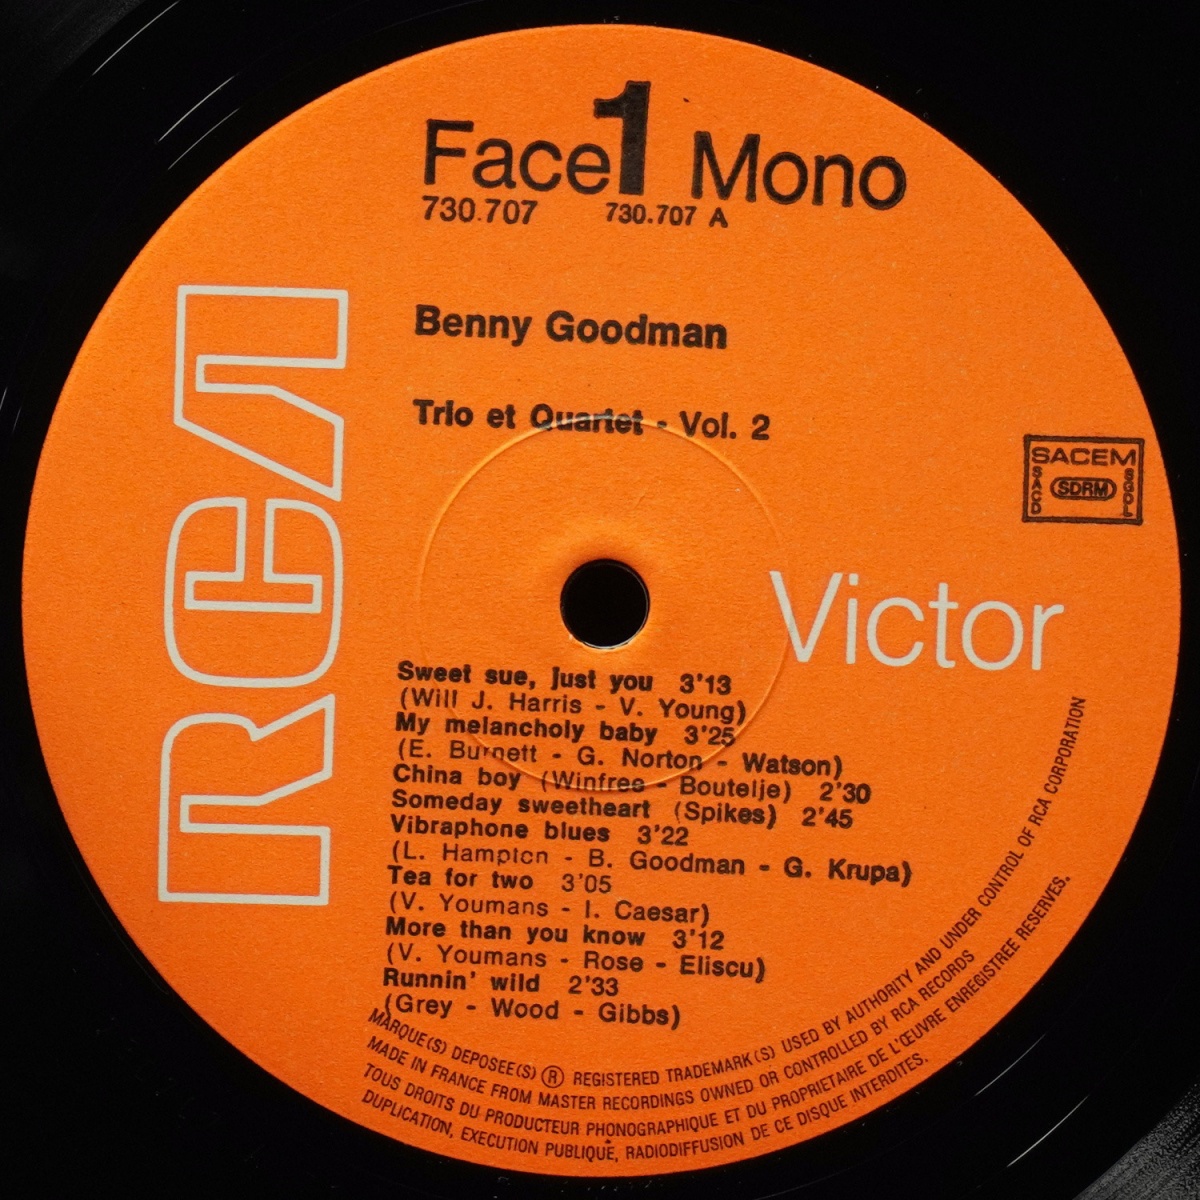 Face 1 Mono
730.707 730.707 A
Benny Goodman
Trio et Quartet - Vol. 2
RCA
SACEM
SACD SDRM SGDL
Victor
Sweet sue, just you 3'13
(Will J. Harris - V. Young)
My melancholy baby 3'25
(E. Burnett - G. Norton - Watson)
China boy (Winfree - Boutelje) 2'30
Someday sweetheart (Spikes) 2'45
Vibraphone blues 3'22
(L. Hampton - B. Goodman - G. Krupa)
Tea for two 3'05
(V. Youmans - I. Caesar)
More than you know 3'12
(V. Youmans - Rose - Eliscu)
Runnin' wild 2'33
(Grey - Wood - Gibbs)
MARQUE(S) DEPOSEE(S) ® REGISTERED TRADEMARK(S) USED BY AUTHORITY AND UNDER CONTROL OF RCA CORPORATION
MADE IN FRANCE FROM MASTER RECORDINGS OWNED OR CONTROLLED BY RCA RECORDS
TOUS DROITS DU PRODUCTEUR PHONOGRAPHIQUE ET DU PROPRIETAIRE DE L'ŒUVRE ENREGISTREE RESERVES.
DUPLICATION, EXECUTION PUBLIQUE, RADIODIFFUSION DE CE DISQUE INTERDITES.